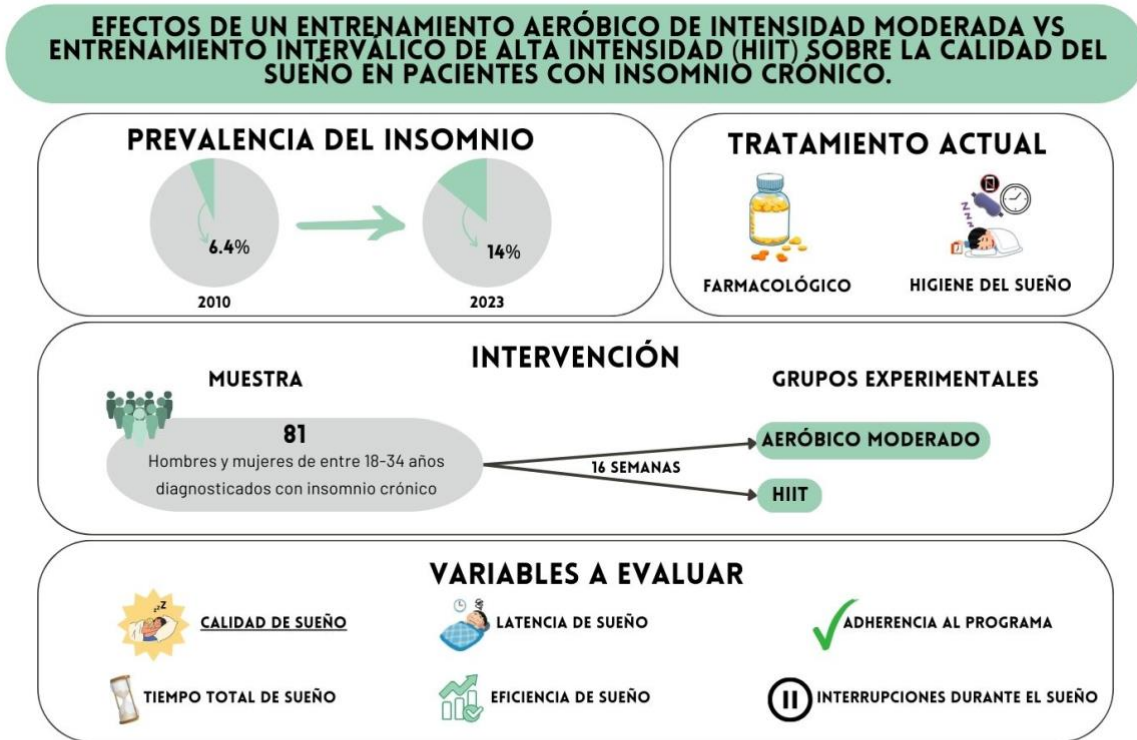 EFECTOS DE UN ENTRENAMIENTO AERÓBICO DE INTENSIDAD MODERADA VS
ENTRENAMIENTO INTERVÁLICO DE ALTA INTENSIDAD (HIIT) SOBRE LA CALIDAD DEL
SUEÑO EN PACIENTES CON INSOMNIO CRÓNICO.
PREVALENCIA DEL INSOMNIO
6.4%
14%
2010
2023
TRATAMIENTO ACTUAL
FARMACOLÓGICO
HIGIENE DEL SUEÑO
INTERVENCIÓN
MUESTRA
81
Hombres y mujeres de entre 18-34 años
diagnosticados con insomnio crónico
16 SEMANAS
GRUPOS EXPERIMENTALES
AERÓBICO MODERADO
HIIT
VARIABLES A EVALUAR
CALIDAD DE SUEÑO
LATENCIA DE SUEÑO
ADHERENCIA AL PROGRAMA
TIEMPO TOTAL DE SUEÑO
EFICIENCIA DE SUEÑO
INTERRUPCIONES DURANTE EL SUEÑO